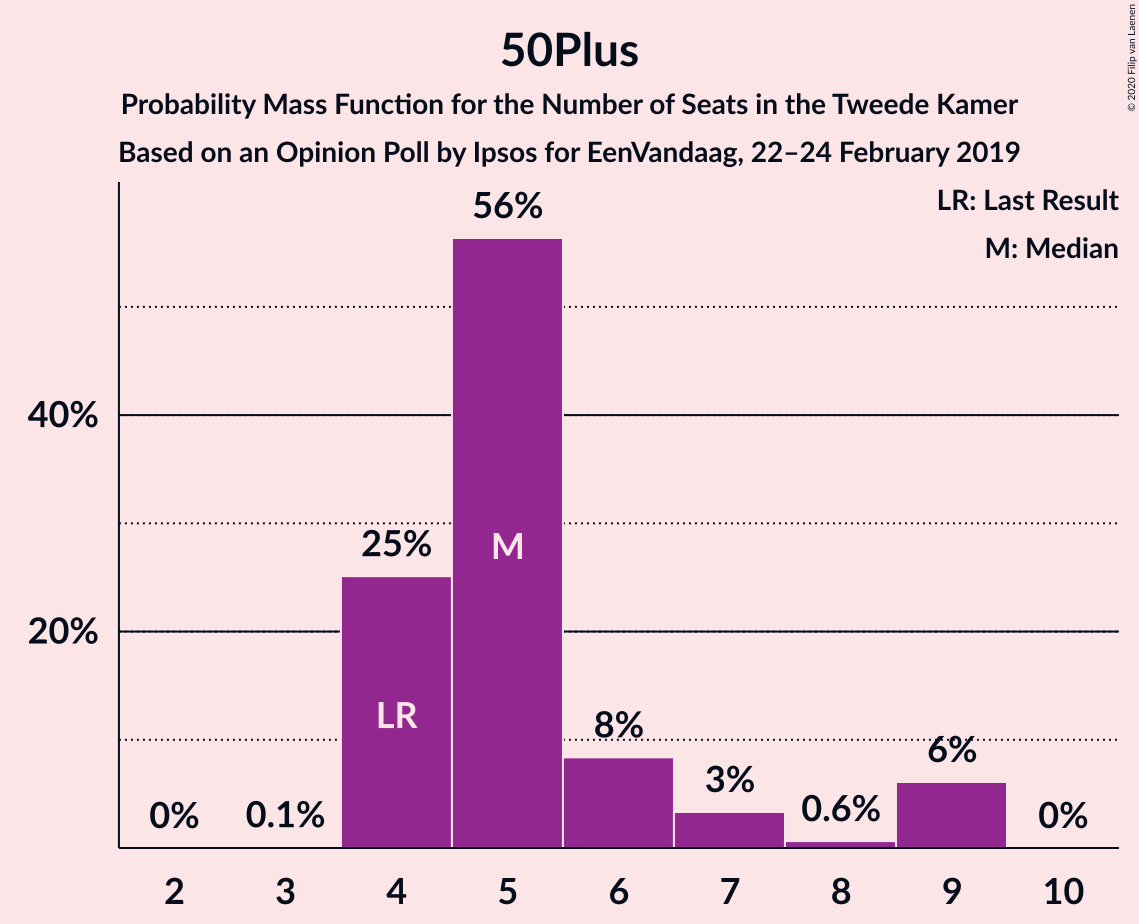 50Plus
Probability Mass Function for the Number of Seats in the Tweede Kamer
Based on an Opinion Poll by Ipsos for EenVandaag, 22–24 February 2019
© 2020 Filip van Laenen
LR: Last Result
M: Median
56%
40%
25%
M
20%
LR
8%
6%
3%
0%
0.1%
0.6%
0%
2 3 4 5 6 7 8 9 10